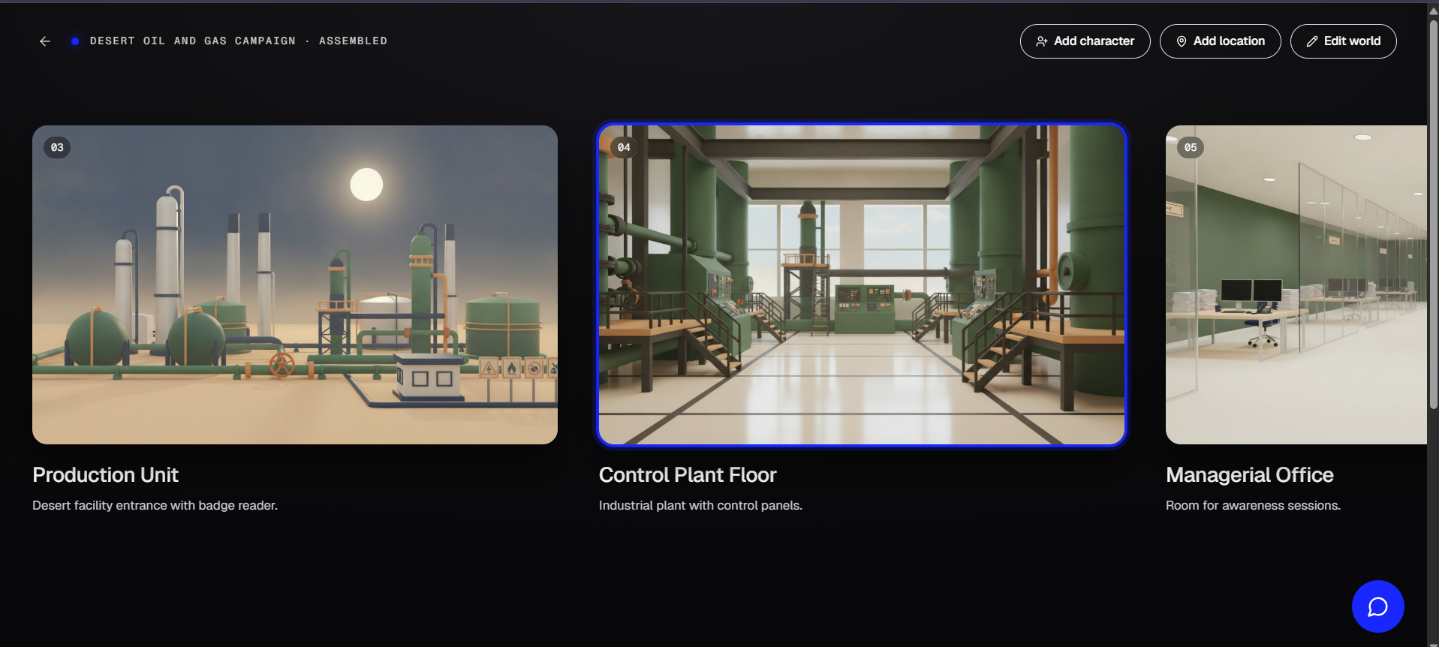 DESERT OIL AND GAS CAMPAIGN · ASSEMBLED
Add character
Add location
Edit world
03
04
05
Production Unit
Desert facility entrance with badge reader.
Control Plant Floor
Industrial plant with control panels.
Managerial Office
Room for awareness sessions.